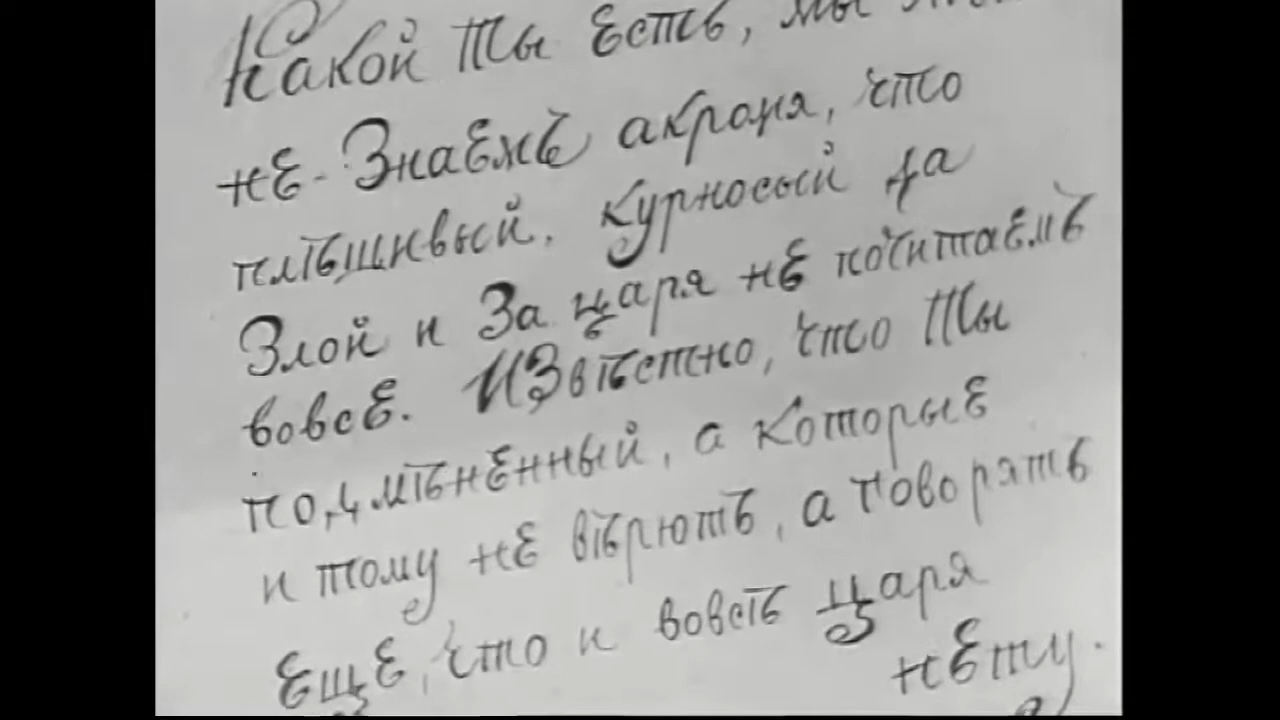 Какой Ты есть, мы
не Знаемъ акромя, что
плѣшивый, курносый да
Злой и За царя не почитаемъ
вовсе. Извѣстно, что Ты
подмѣненный, а которые
и тому не вѣрютъ, а говорятъ
еще, что и вовсѣ царя
нету.